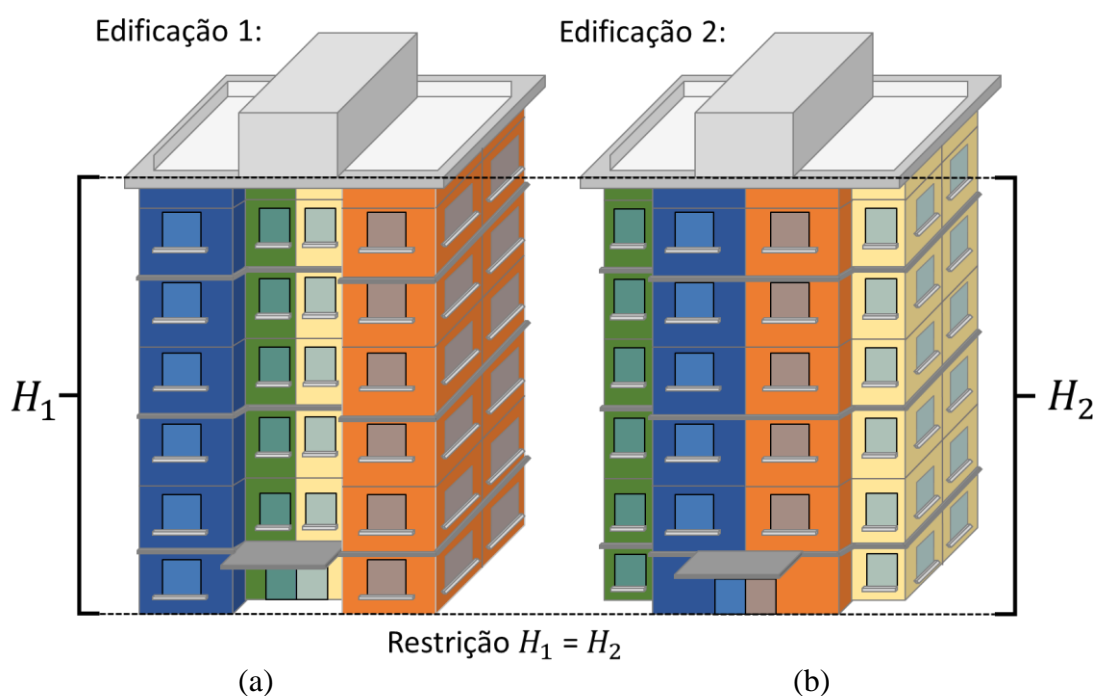 Edificação 1:
Edificação 2:
H₁
H₂
Restrição H₁ = H₂
(a)
(b)